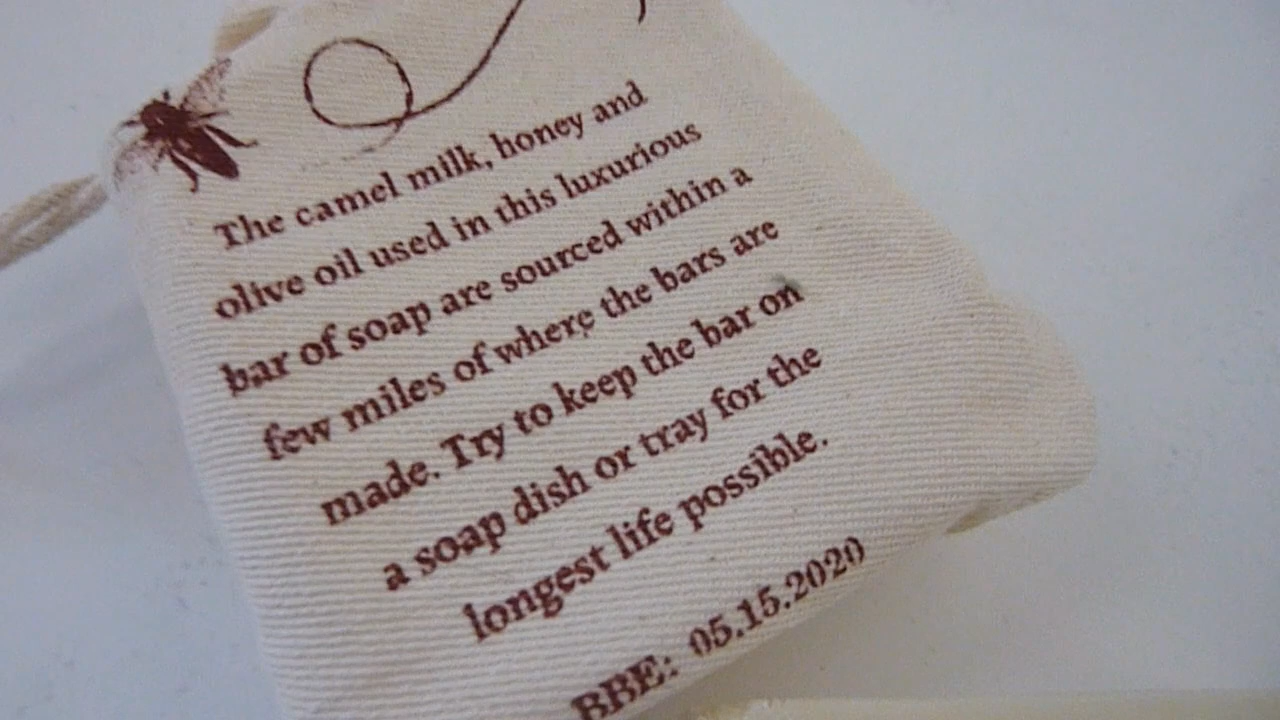 The camel milk, honey and
olive oil used in this luxurious
bar of soap are sourced within a
few miles of where the bars are
made. Try to keep the bar on
a soap dish or tray for the
longest life possible.
BBE: 05.15.2020